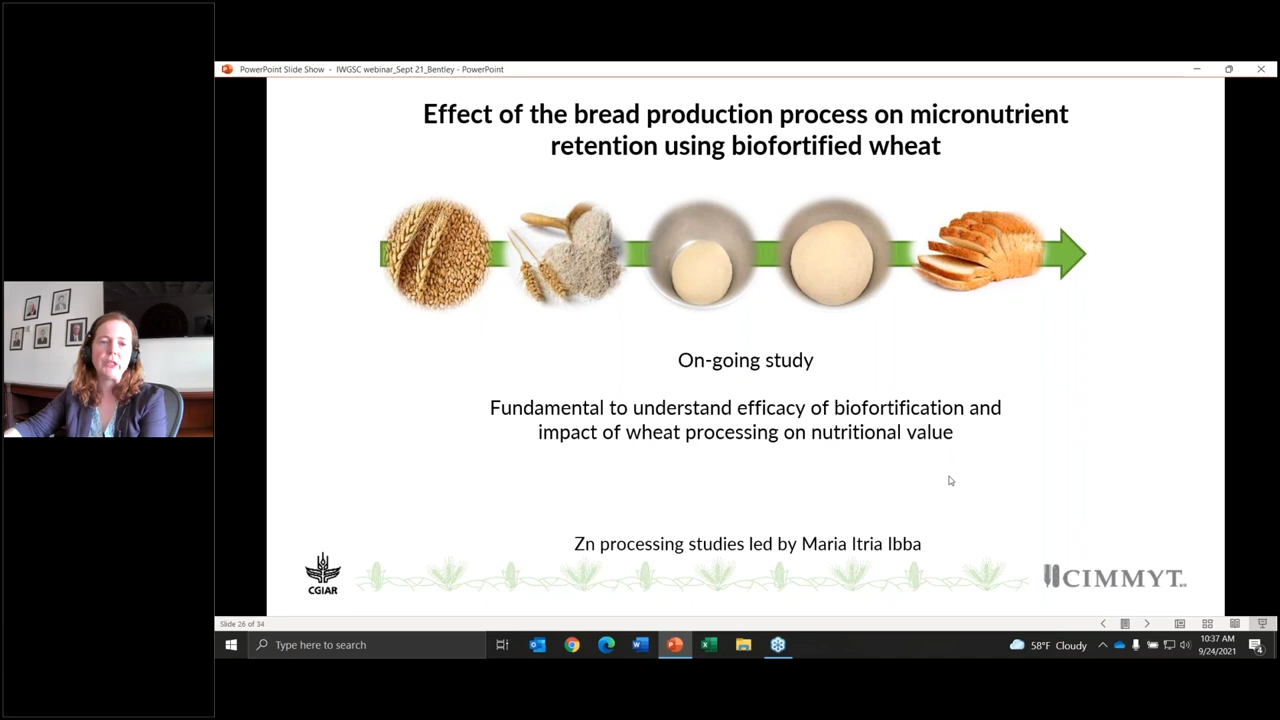 PowerPoint Slide Show - IWGSC webinar_Sept 21_Bentley - PowerPoint
Effect of the bread production process on micronutrient
retention using biofortified wheat
On-going study
Fundamental to understand efficacy of biofortification and
impact of wheat processing on nutritional value
Zn processing studies led by Maria Itria Ibba
CGIAR
CIMMYT
Slide 26 of 34
Type here to search
58°F Cloudy
10:37 AM
9/24/2021
4